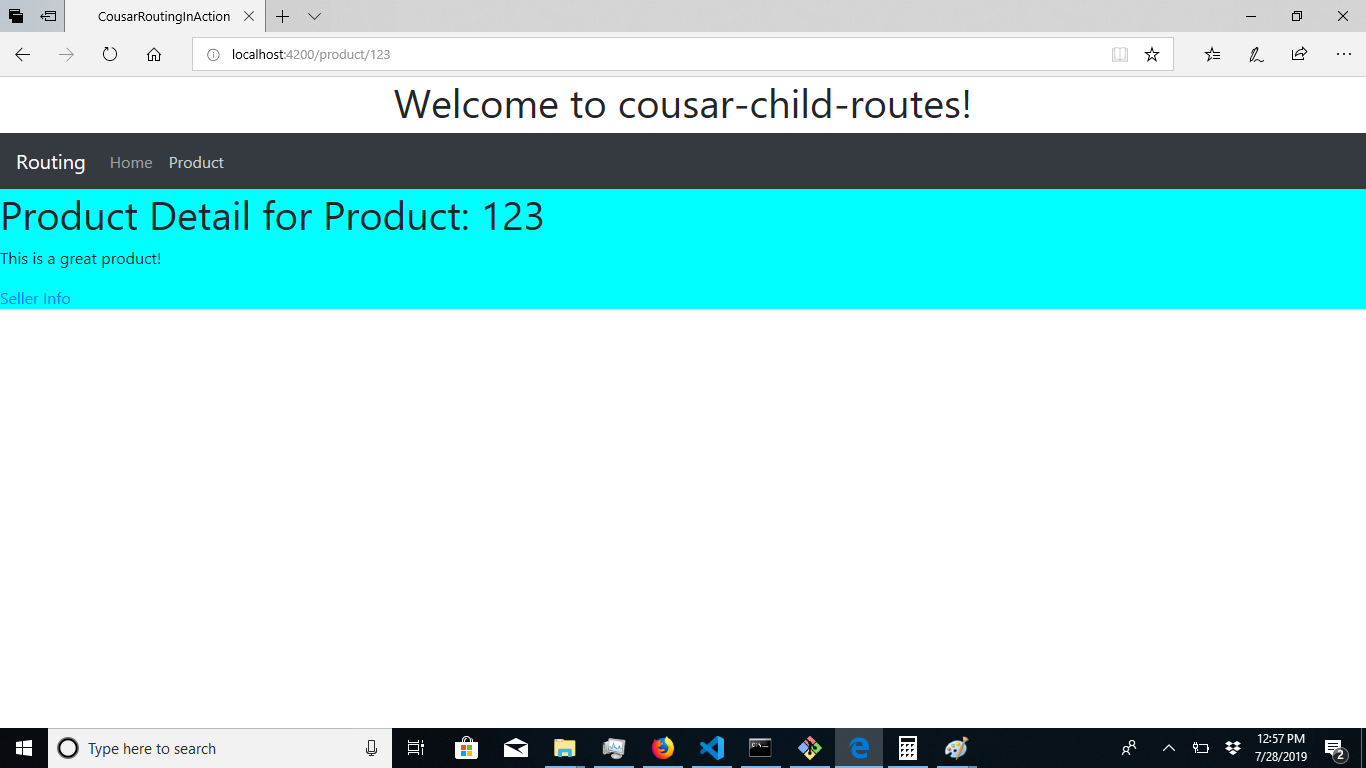 CousarRoutingInAction
localhost:4200/product/123
Welcome to cousar-child-routes!
Routing Home Product
Product Detail for Product: 123
This is a great product!
Seller Info
Type here to search
12:57 PM
7/28/2019
2